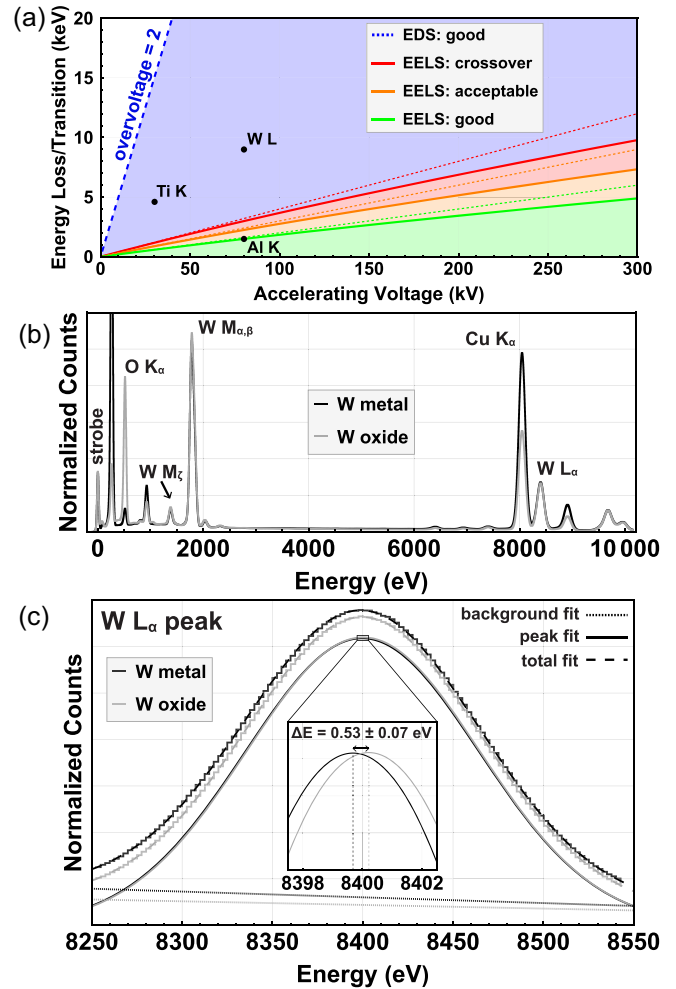 (a)
Energy Loss/Transition (keV)
20
15
10
5
0
overvoltage = 2
EDS: good
EELS: crossover
EELS: acceptable
EELS: good
W L
Ti K
Al K
0
50
100
150
200
250
300
Accelerating Voltage (kV)
(b)
Normalized Counts
strobe
O Kα
W Mζ
W Mα,β
Cu Kα
W Lα
W metal
W oxide
0
2000
4000
6000
8000
10 000
Energy (eV)
(c)
Normalized Counts
W Lα peak
background fit
peak fit
total fit
W metal
W oxide
ΔE = 0.53 ± 0.07 eV
8398
8400
8402
8250
8300
8350
8400
8450
8500
8550
Energy (eV)